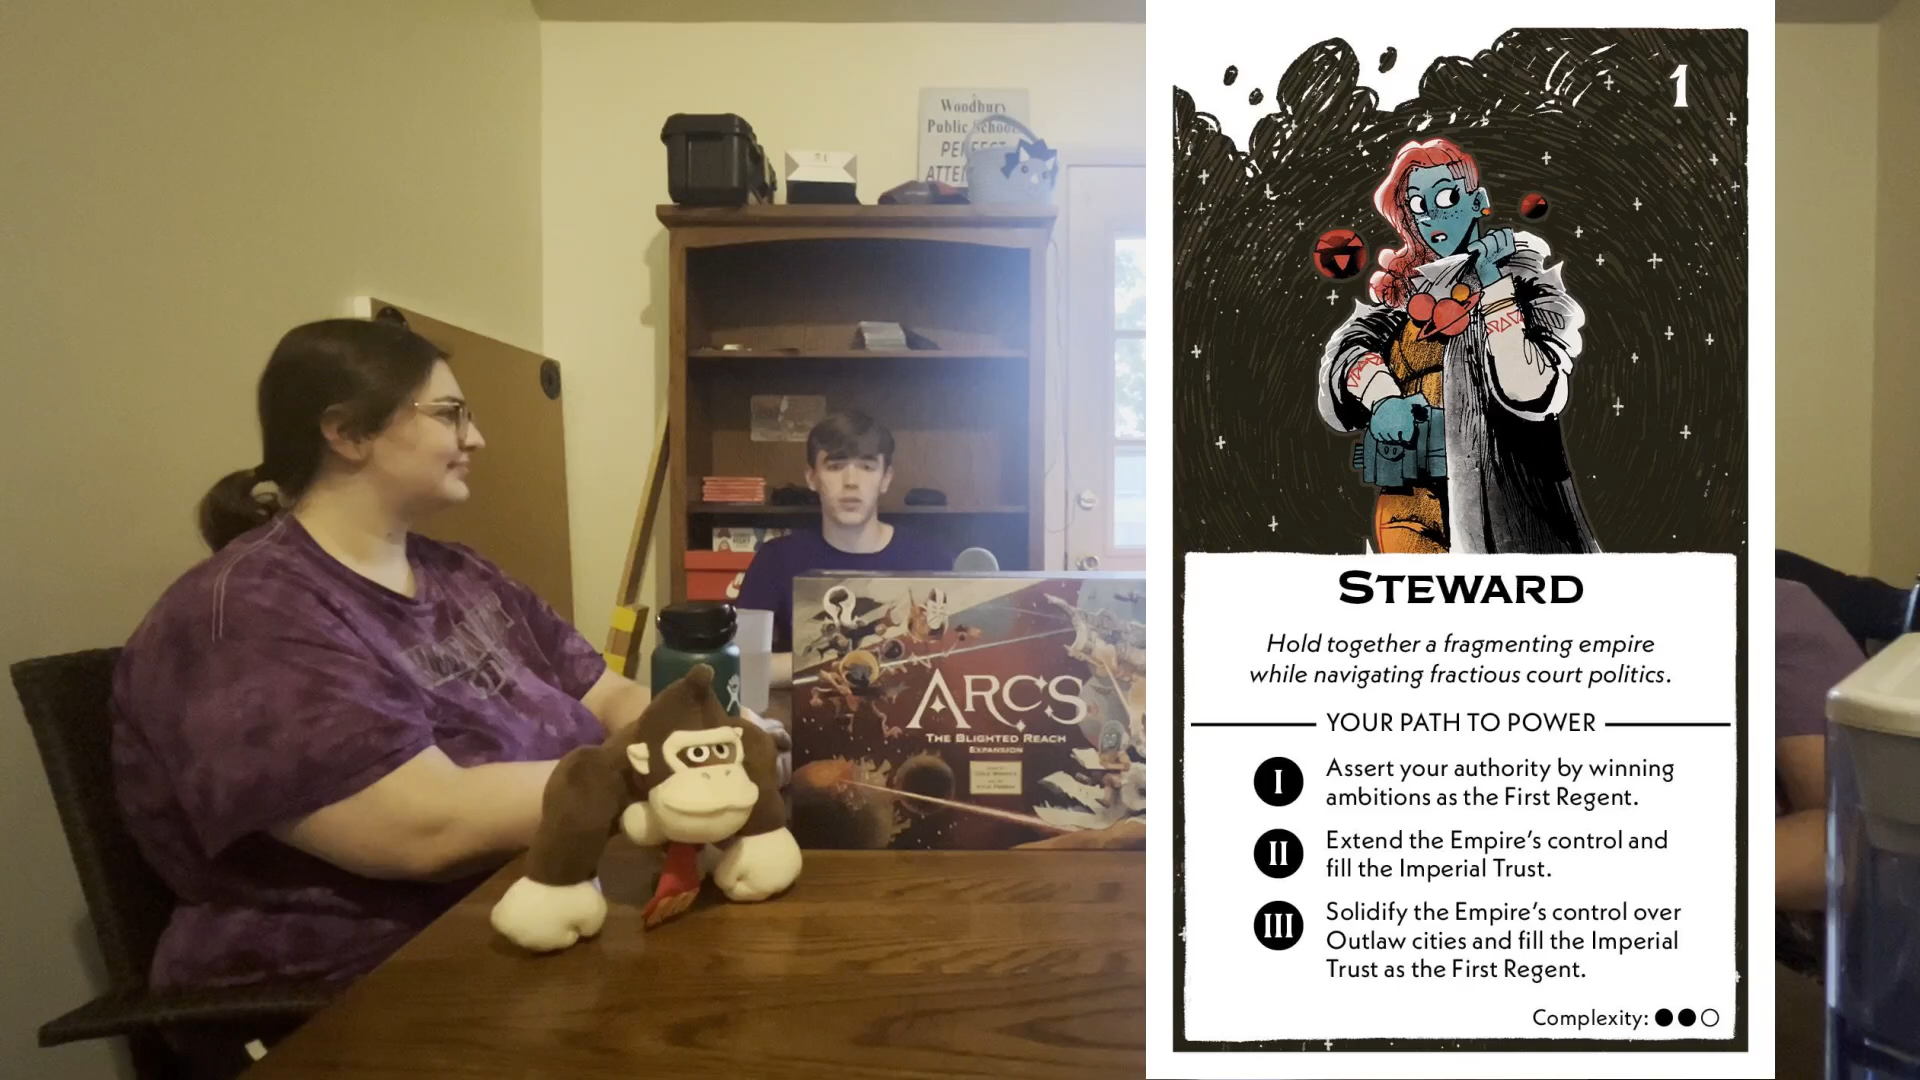 Woodbury
Public School
PERFECT
ARCS
THE BLIGHTED REACH
EXPANSION
1
STEWARD
Hold together a fragmenting empire
while navigating fractious court politics.
YOUR PATH TO POWER
I
Assert your authority by winning
ambitions as the First Regent.
II
Extend the Empire's control and
fill the Imperial Trust.
III
Solidify the Empire's control over
Outlaw cities and fill the Imperial
Trust as the First Regent.
Complexity: